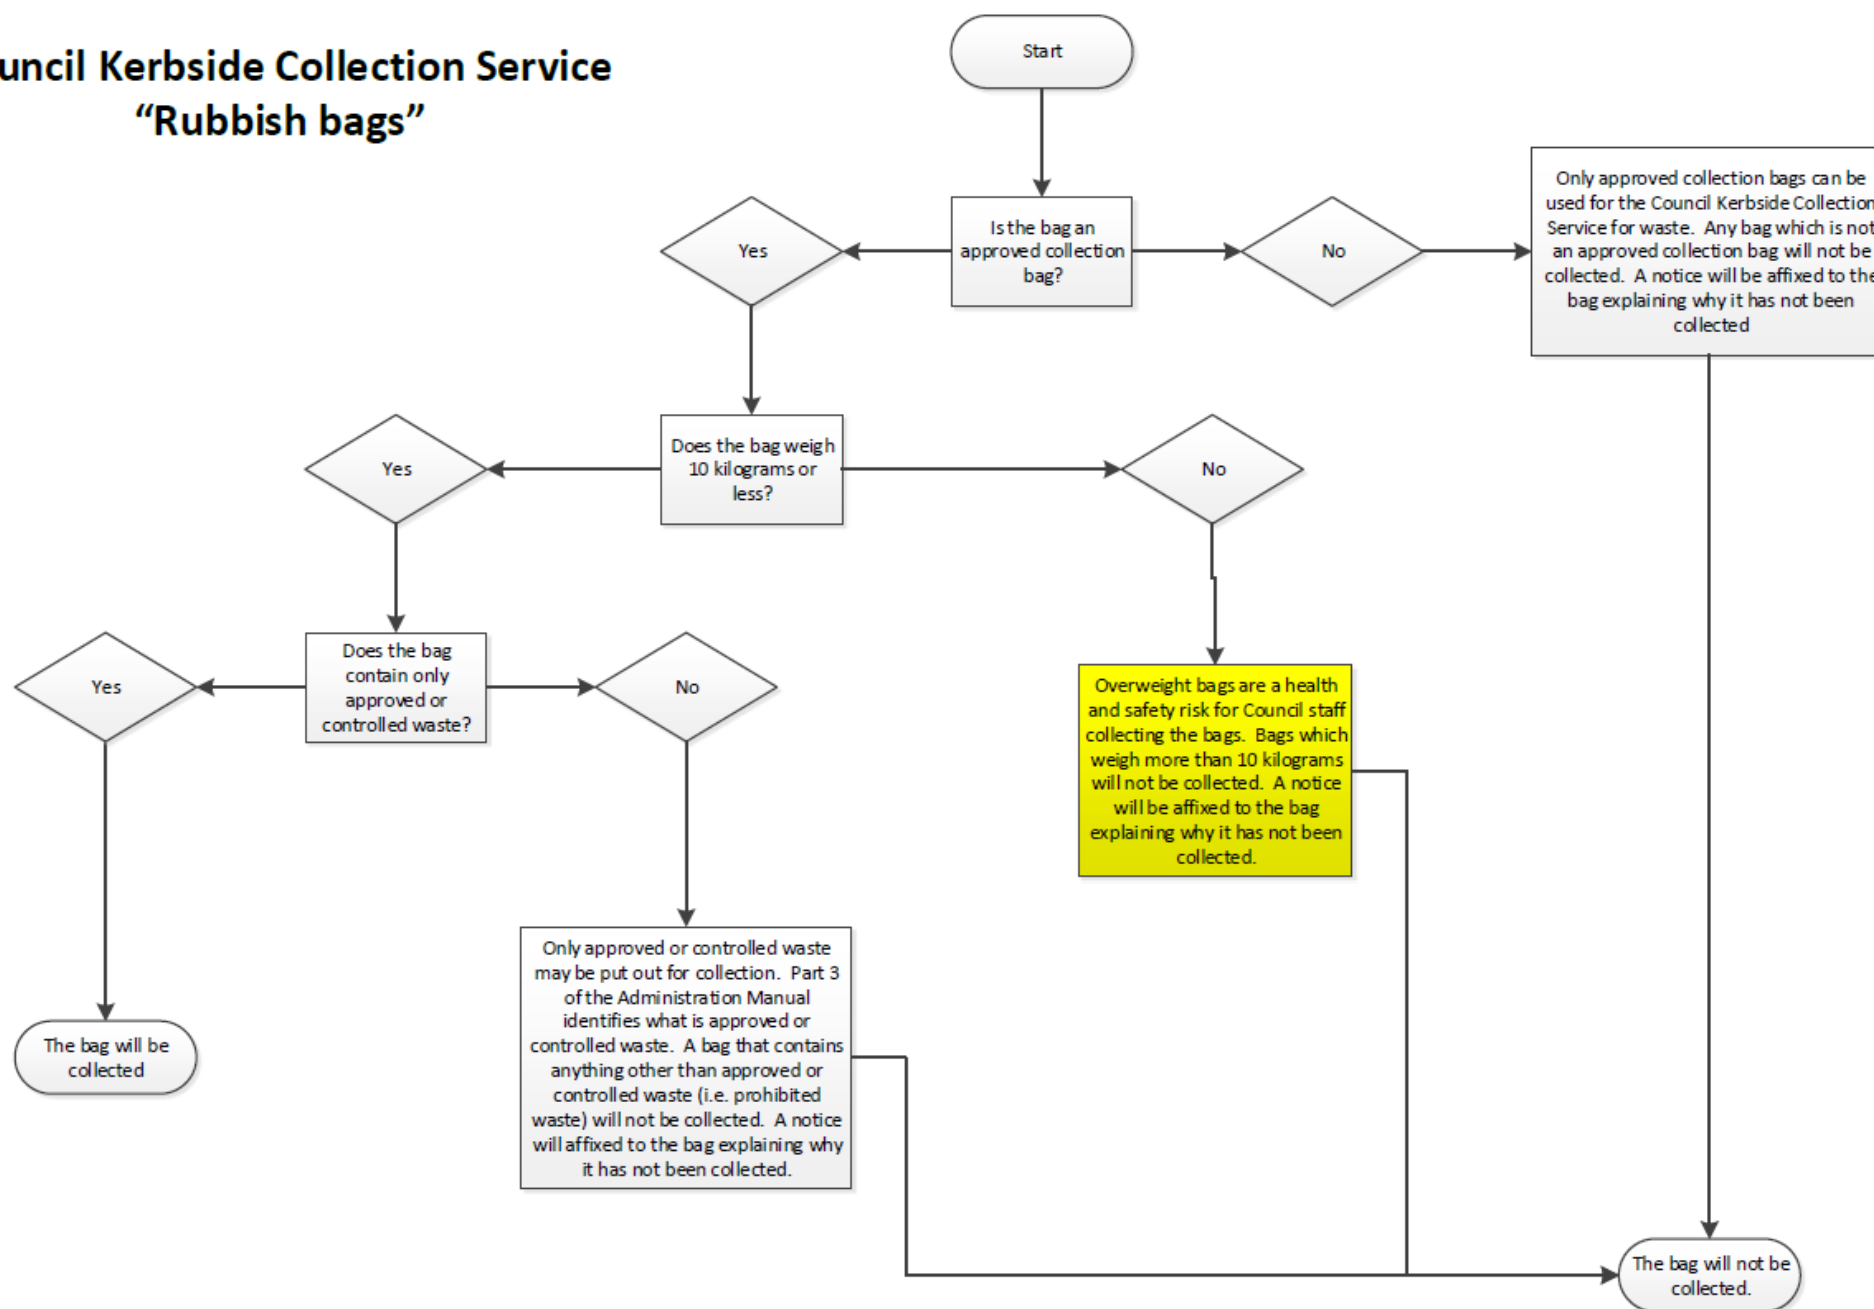 uncil Kerbside Collection Service
“Rubbish bags”
Start
Is the bag an
approved collection
bag?
Yes
No
Only approved collection bags can be
used for the Council Kerbside Collection
Service for waste. Any bag which is not
an approved collection bag will not be
collected. A notice will be affixed to the
bag explaining why it has not been
collected
Does the bag weigh
10 kilograms or
less?
Yes
No
Does the bag
contain only
approved or
controlled waste?
Yes
No
Overweight bags are a health
and safety risk for Council staff
collecting the bags. Bags which
weigh more than 10 kilograms
will not be collected. A notice
will be affixed to the bag
explaining why it has not been
collected.
Only approved or controlled waste
may be put out for collection. Part 3
of the Administration Manual
identifies what is approved or
controlled waste. A bag that contains
anything other than approved or
controlled waste (i.e. prohibited
waste) will not be collected. A notice
will affixed to the bag explaining why
it has not been collected.
The bag will be
collected
The bag will not be
collected.